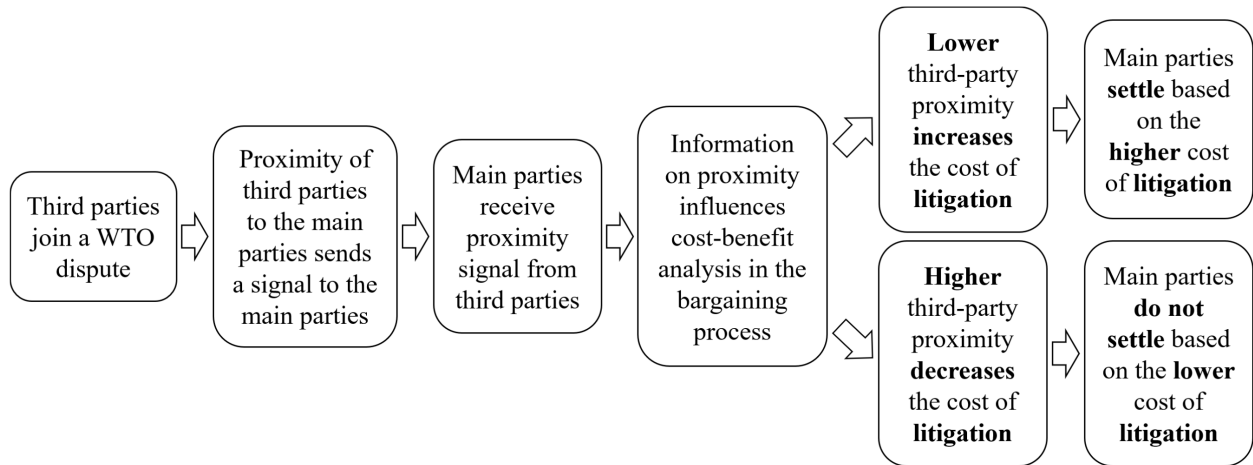 Third parties
join a WTO
dispute
Proximity of
third parties
to the main
parties sends
a signal to the
main parties
Main parties
receive
proximity
signal from
third parties
Information
on proximity
influences
cost-benefit
analysis in the
bargaining
process
Lower
third-party
proximity
increases
the cost of
litigation
Main parties
settle based
on the
higher cost
of litigation
Higher
third-party
proximity
decreases
the cost of
litigation
Main parties
do not
settle based
on the lower
cost of
litigation